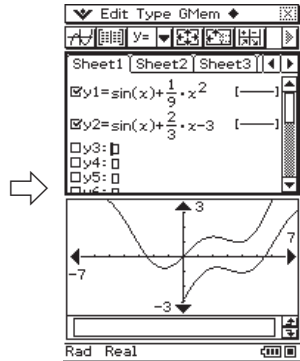 Edit Type GMem ◆
y=
Sheet1 Sheet2 Sheet3
y1=sin(x)+1/9·x^2 [—]
y2=sin(x)+2/3·x-3 [—]
y3:
y4:
y5:
y6:
3
7
-7
-3
Rad Real